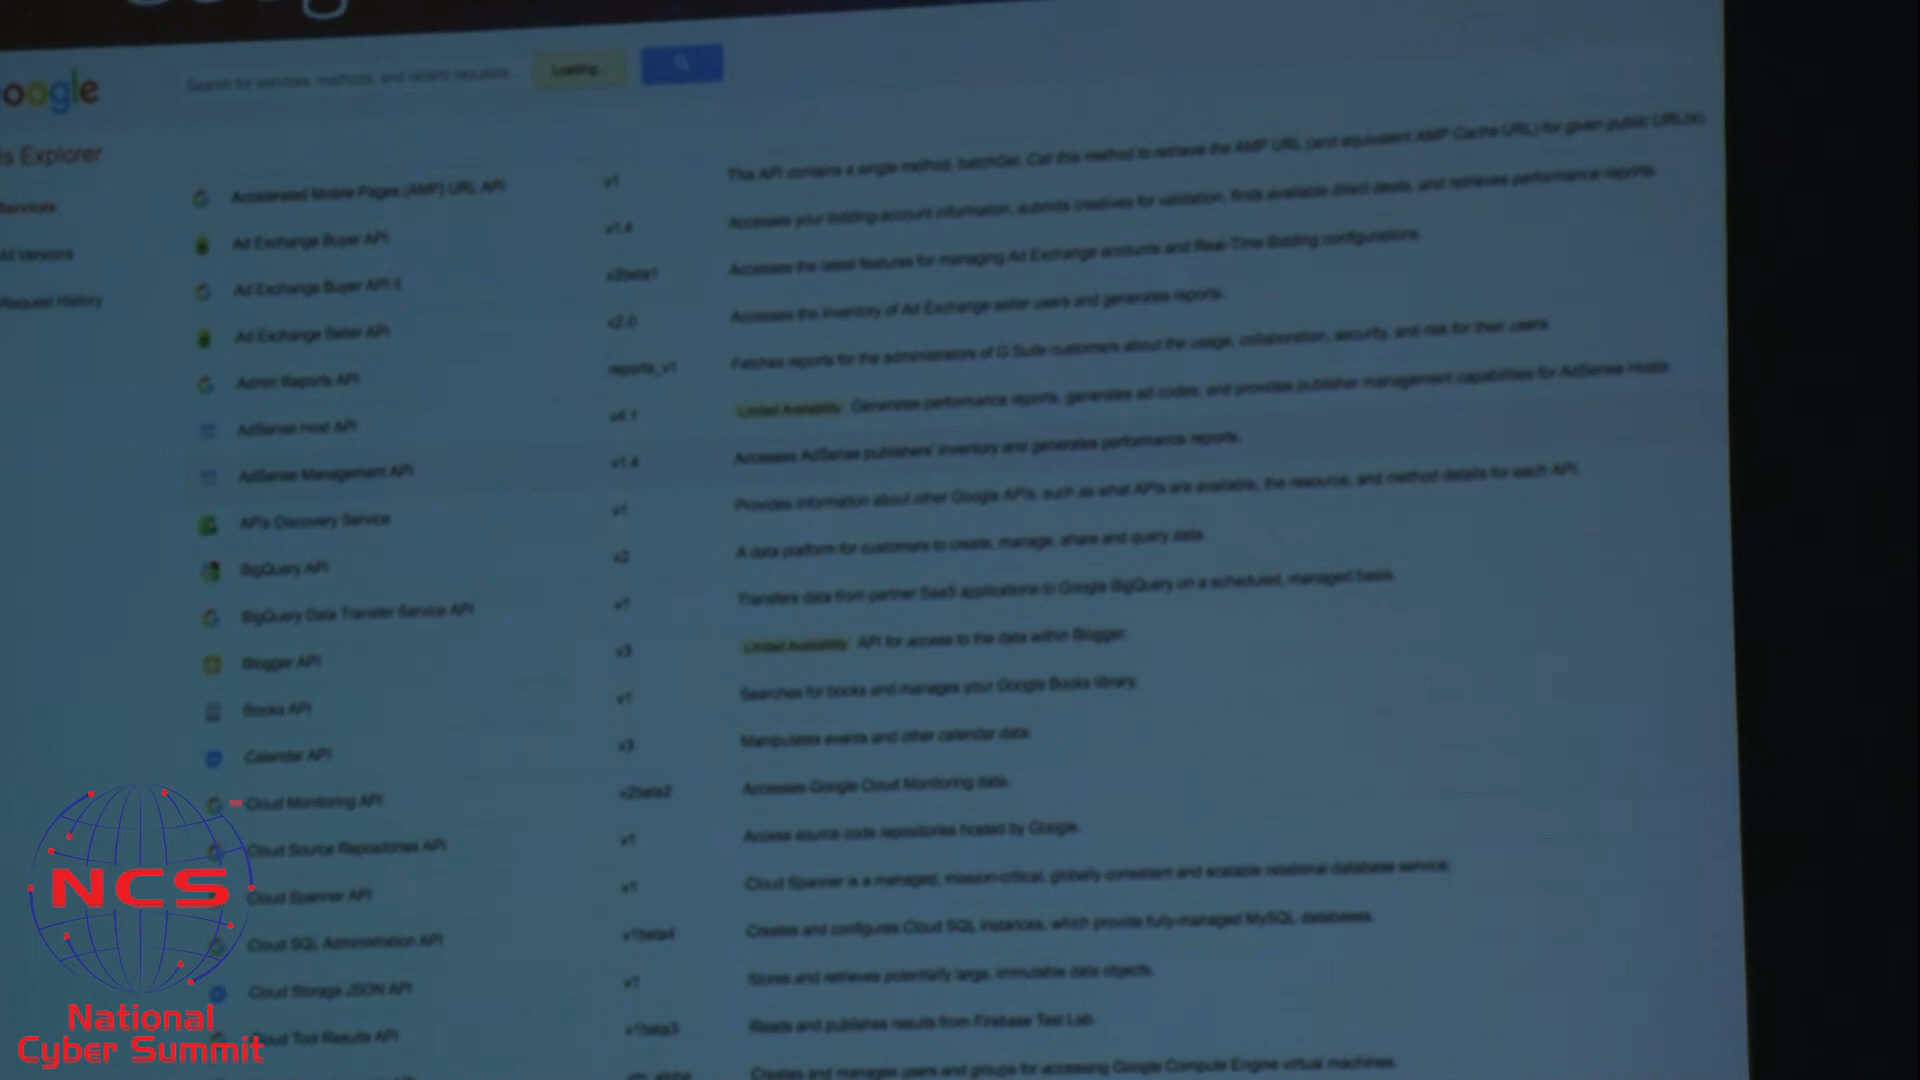 oogle
Search for services, methods, and recent requests...
Loading...
Is Explorer
Services
All Versions
Request History
Accelerated Mobile Pages (AMP) URL API v1 This API contains a single method, batchGet. Call this method to retrieve the AMP URL (and equivalent AMP Cache URL) for given public URL(s).
Ad Exchange Buyer API v1.4 Accesses your bidding-account information, submits creatives for validation, finds available direct deals, and retrieves performance reports.
Ad Exchange Buyer API II v2beta1 Accesses the latest features for managing Ad Exchange accounts and Real-Time Bidding configurations.
Ad Exchange Seller API v2.0 Accesses the inventory of Ad Exchange seller users and generates reports.
Admin Reports API reports_v1 Fetches reports for the administrators of G Suite customers about the usage, collaboration, security, and risk for their users.
AdSense Host API v4.1 Limited Availability Generates performance reports, generates ad codes, and provides publisher management capabilities for AdSense Hosts.
AdSense Management API v1.4 Accesses AdSense publishers' inventory and generates performance reports.
APIs Discovery Service v1 Provides information about other Google APIs, such as what APIs are available, the resource, and method details for each API.
BigQuery API v2 A data platform for customers to create, manage, share and query data.
BigQuery Data Transfer Service API v1 Transfers data from partner SaaS applications to Google BigQuery on a scheduled, managed basis.
Blogger API v3 Limited Availability API for access to the data within Blogger.
Books API v1 Searches for books and manages your Google Books library.
Calendar API v3 Manipulates events and other calendar data.
Cloud Monitoring API v2beta2 Accesses Google Cloud Monitoring data.
Cloud Source Repositories API v1 Access source code repositories hosted by Google.
Cloud Spanner API v1 Cloud Spanner is a managed, mission-critical, globally consistent and scalable relational database service.
Cloud SQL Administration API v1beta4 Creates and configures Cloud SQL instances, which provide fully-managed MySQL databases.
Cloud Storage JSON API v1 Stores and retrieves potentially large, immutable data objects.
Cloud Tool Results API v1beta3 Reads and publishes results from Firebase Test Lab.
Creates and manages users and groups for accessing Google Compute Engine virtual machines.
NCS
TM
National
Cyber Summit